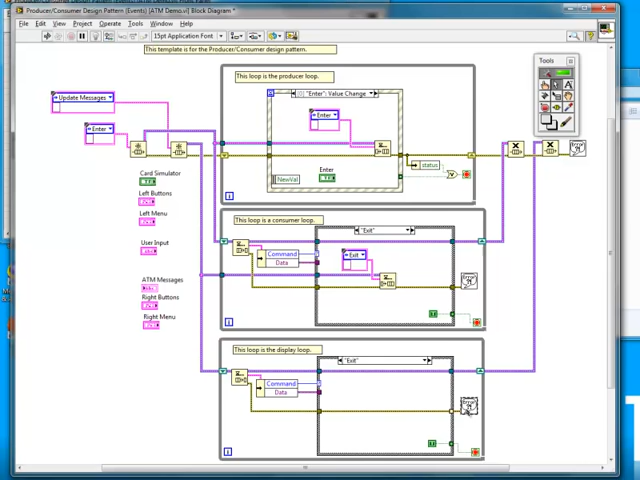 Producer/Consumer Design Pattern (Events) [ATM Demo.vi] Block Diagram *
File Edit View Project Operate Tools Window Help
15pt Application Font
This template is for the Producer/Consumer design pattern.
Tools
This loop is the producer loop.
[0] "Enter": Value Change
Update Messages
Enter
Enter
status
Enter
NewVal
Card Simulator
Left Buttons
Left Menu
User Input
ATM Messages
Right Buttons
Right Menu
This loop is a consumer loop.
"Exit"
Command
Data
Exit
This loop is the display loop.
"Exit"
Command
Data